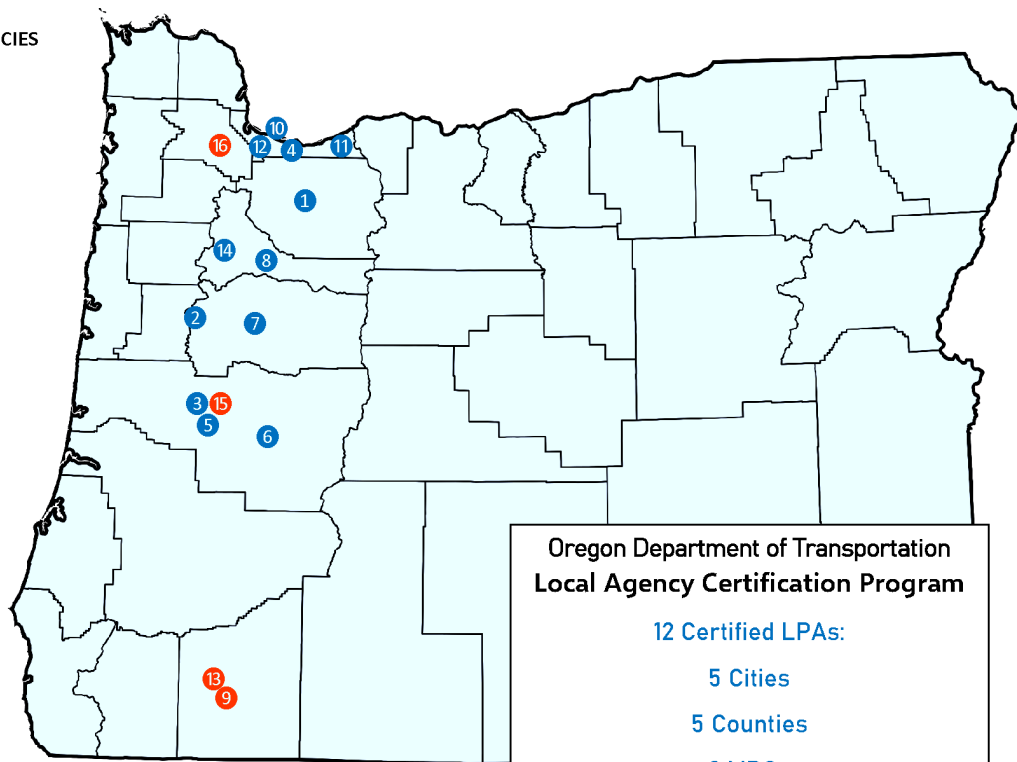 CIES
10
16
12
4
11
1
14
8
2
7
3
15
5
6
13
9
Oregon Department of Transportation
Local Agency Certification Program
12 Certified LPAs:
5 Cities
5 Counties